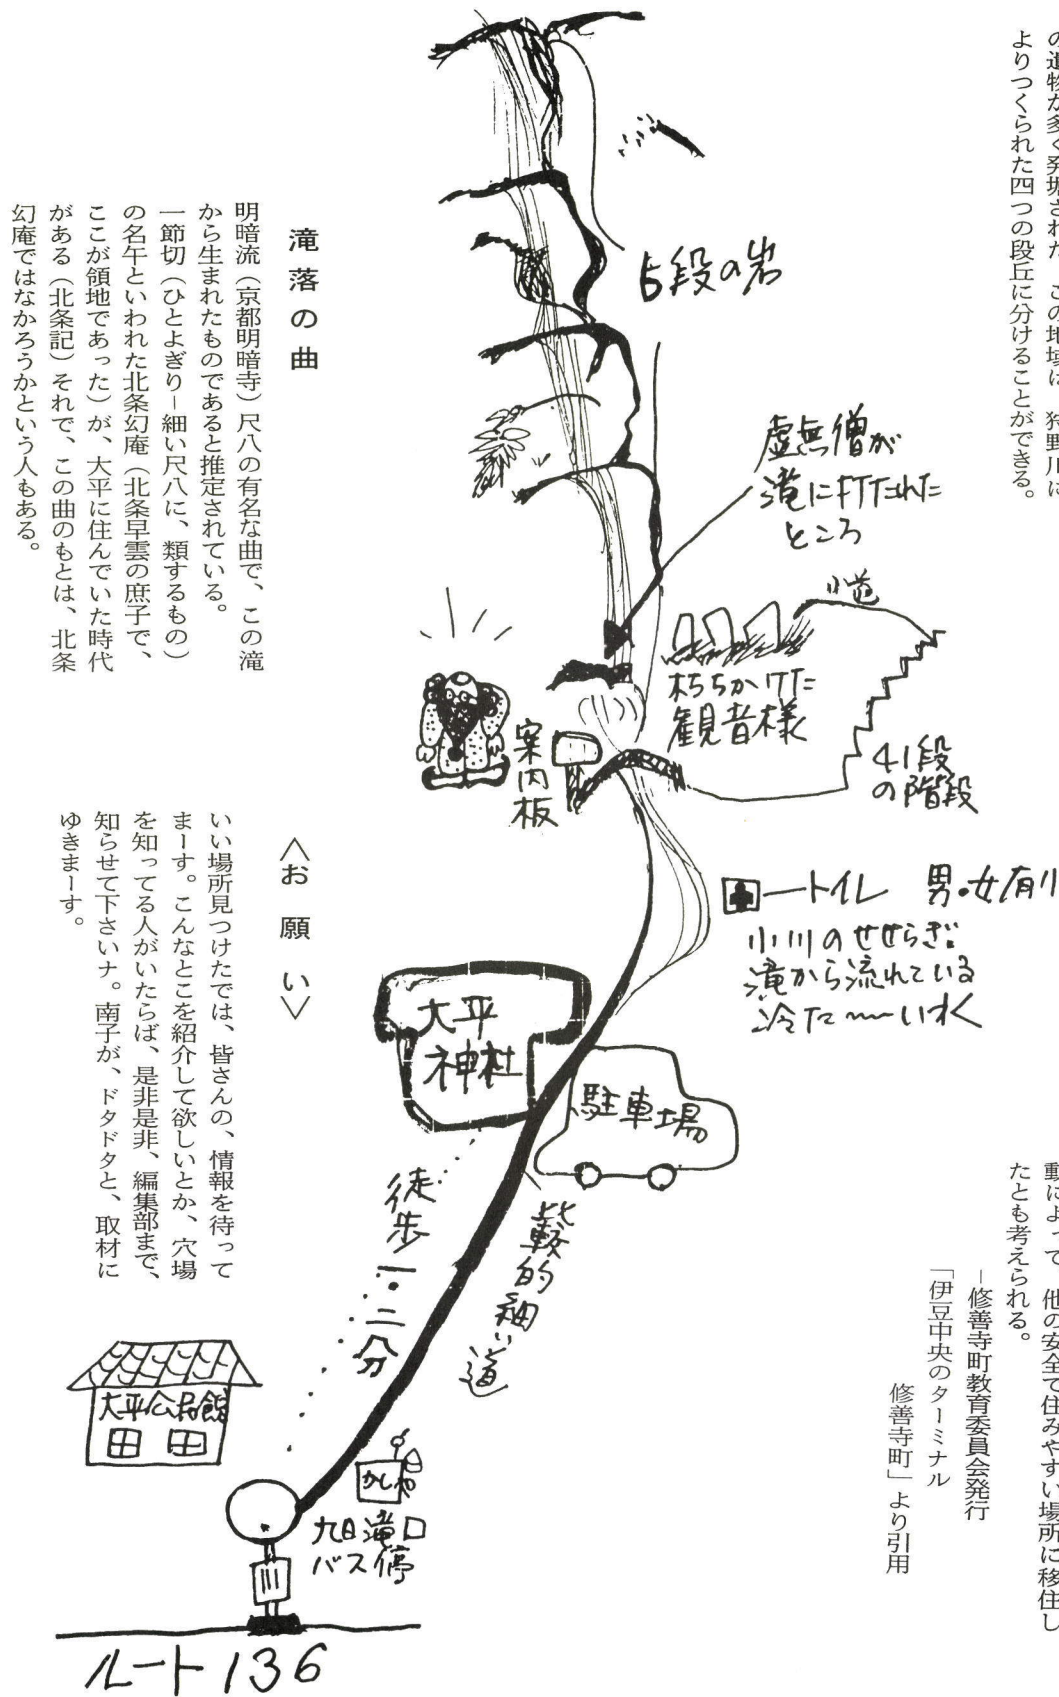 の遺物が多く発堀された。この地域は、狩野川に
よりつくられた四つの段丘に分けることができる。
動によって、他の安全で住みやすい場所に移住し
たとも考えられる。
－修善寺町教育委員会発行
「伊豆中央のターミナル
修善寺町」より引用
5段の岩
虚無僧が
滝に打たれた
ところ
小道
朽ちかけた
観音様
41段
の階段
案内板
トイレ 男・女有り
小川のせせらぎ
滝から流れている
冷た〜〜いよ
大平
神社
駐車場
徒歩一・二分
比較的細い道
大平公民館
かしわや
旭滝口
バス停
ルート136
滝落の曲
明暗流（京都明暗寺）尺八の有名な曲で、この滝
から生まれたものであると推定されている。
一節切（ひとよぎり－細い尺八に、類するもの）
の名午といわれた北条幻庵（北条早雲の庶子で、
ここが領地であった）が、大平に住んでいた時代
がある（北条記）それで、この曲のもとは、北条
幻庵ではなかろうかという人もある。
＜お願い＞
いい場所見つけたでは、皆さんの、情報を待って
まーす。こんなとこを紹介して欲しいとか、穴場
を知ってる人がいたらば、是非是非、編集部まで、
知らせて下さいナ。南子が、ドタドタと、取材に
ゆきまーす。